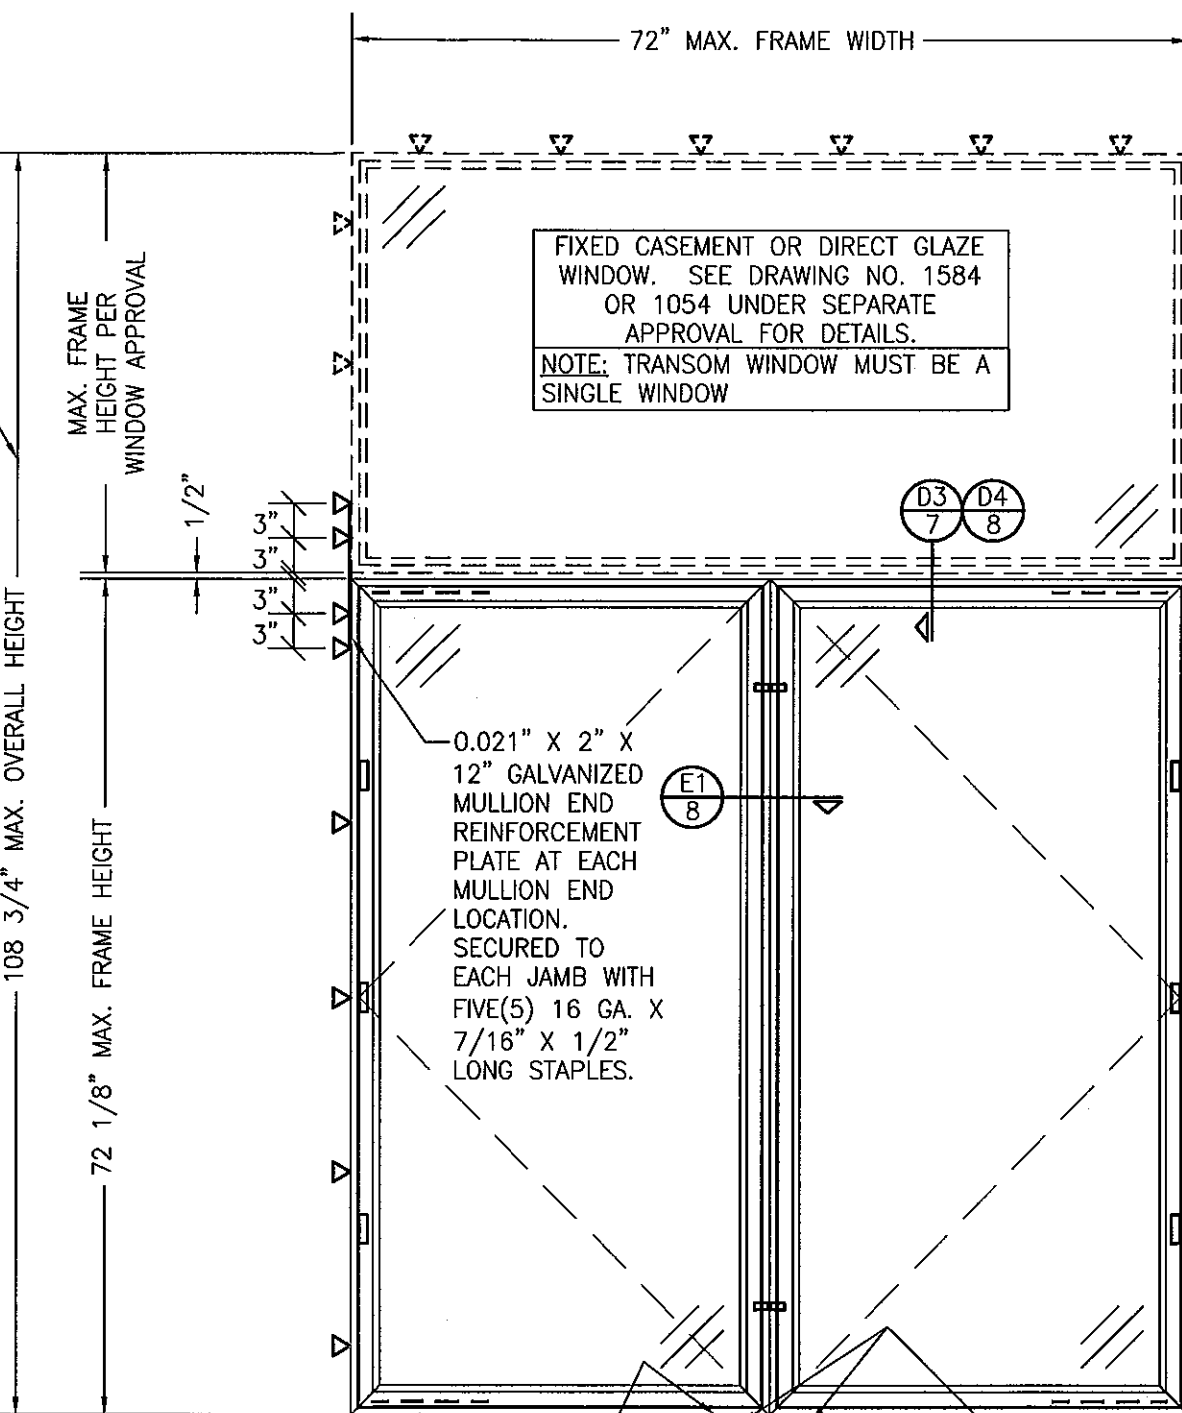 72" MAX. FRAME WIDTH
FIXED CASEMENT OR DIRECT GLAZE
WINDOW. SEE DRAWING NO. 1584
OR 1054 UNDER SEPARATE
APPROVAL FOR DETAILS.
NOTE: TRANSOM WINDOW MUST BE A
SINGLE WINDOW
MAX. FRAME
HEIGHT PER
WINDOW APPROVAL
1/2"
3"
3"
3"
3"
D3
7
D4
8
108 3/4" MAX. OVERALL HEIGHT
72 1/8" MAX. FRAME HEIGHT
0.021" X 2" X
12" GALVANIZED
MULLION END
REINFORCEMENT
PLATE AT EACH
MULLION END
LOCATION.
SECURED TO
EACH JAMB WITH
FIVE(5) 16 GA. X
7/16" X 1/2"
LONG STAPLES.
E1
8